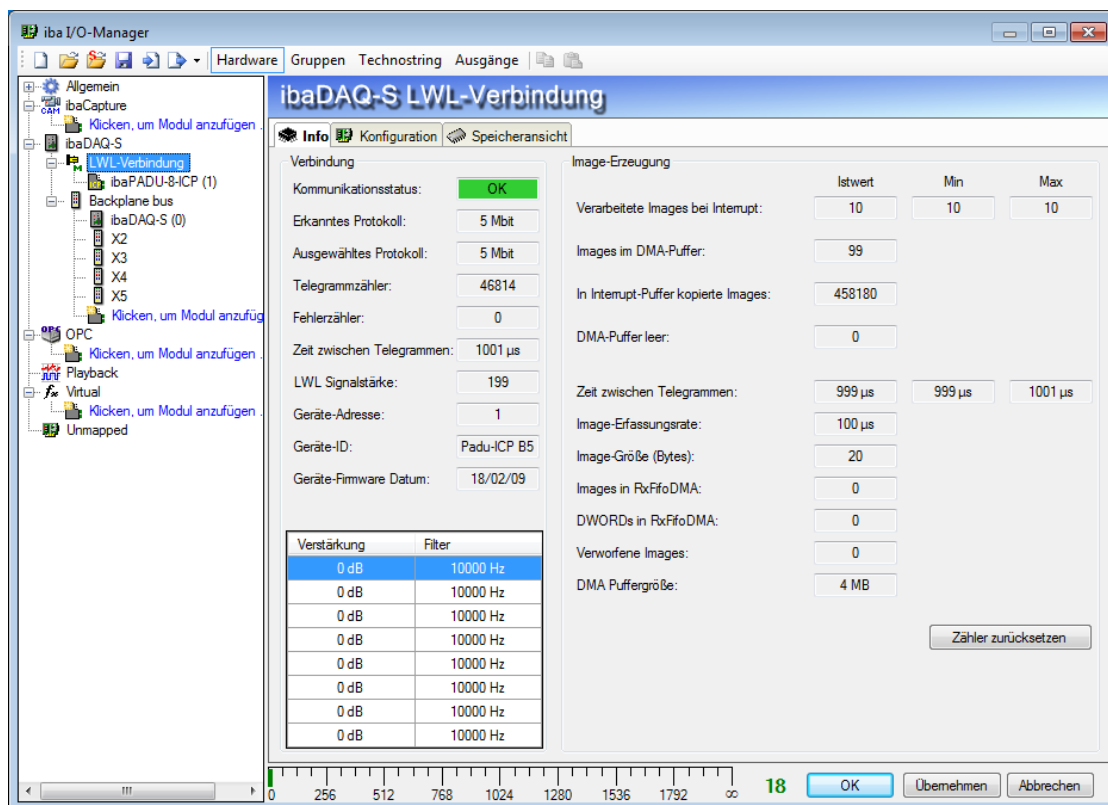 iba I/O-Manager
Hardware Gruppen Technostring Ausgänge
Allgemein
ibaCapture
CAM
Klicken, um Modul anzufügen .
ibaDAQ-S
LWL-Verbindung
ibaPADU-8-ICP (1)
Backplane bus
ibaDAQ-S (0)
X2
X3
X4
X5
Klicken, um Modul anzufüg
OPC
OPC
Klicken, um Modul anzufügen .
Playback
fx Virtual
Klicken, um Modul anzufügen .
Unmapped
ibaDAQ-S LWL-Verbindung
Info Konfiguration Speicheransicht
Verbindung
Kommunikationsstatus: OK
Erkanntes Protokoll: 5 Mbit
Ausgewähltes Protokoll: 5 Mbit
Telegrammzähler: 46814
Fehlerzähler: 0
Zeit zwischen Telegrammen: 1001 µs
LWL Signalstärke: 199
Geräte-Adresse: 1
Geräte-ID: Padu-ICP B5
Geräte-Firmware Datum: 18/02/09
Verstärkung Filter
0 dB 10000 Hz
0 dB 10000 Hz
0 dB 10000 Hz
0 dB 10000 Hz
0 dB 10000 Hz
0 dB 10000 Hz
0 dB 10000 Hz
0 dB 10000 Hz
Image-Erzeugung
Istwert Min Max
Verarbeitete Images bei Interrupt: 10 10 10
Images im DMA-Puffer: 99
In Interrupt-Puffer kopierte Images: 458180
DMA-Puffer leer: 0
Zeit zwischen Telegrammen: 999 µs 999 µs 1001 µs
Image-Erfassungsrate: 100 µs
Image-Größe (Bytes): 20
Images in RxFifoDMA: 0
DWORDs in RxFifoDMA: 0
Verworfene Images: 0
DMA Puffergröße: 4 MB
Zähler zurücksetzen
0 256 512 768 1024 1280 1536 1792 ∞
18
OK Übernehmen Abbrechen